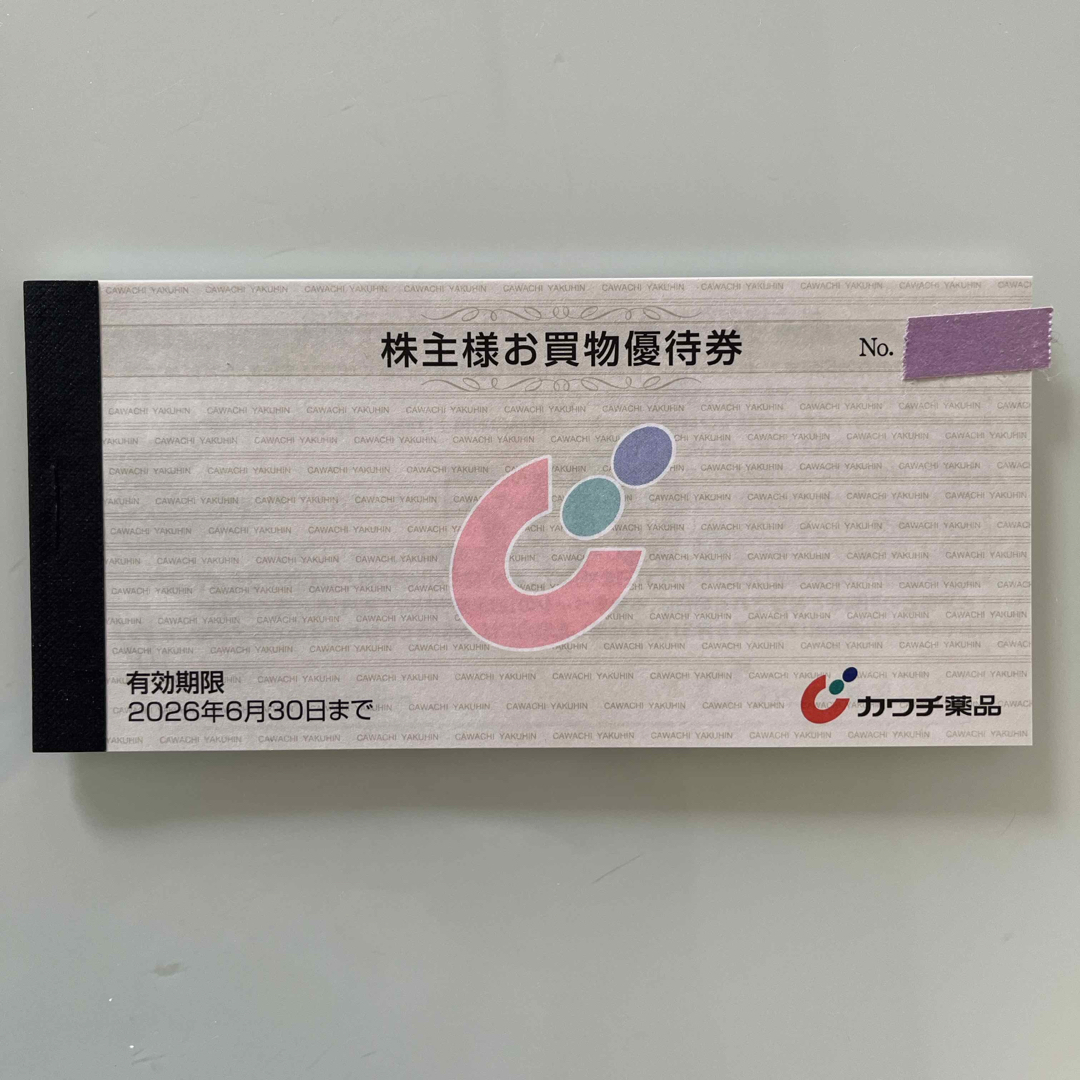 株主様お買物優待券
No.
CAWACHI YAKUHIN
有効期限
2026年6月30日まで
カワチ薬品